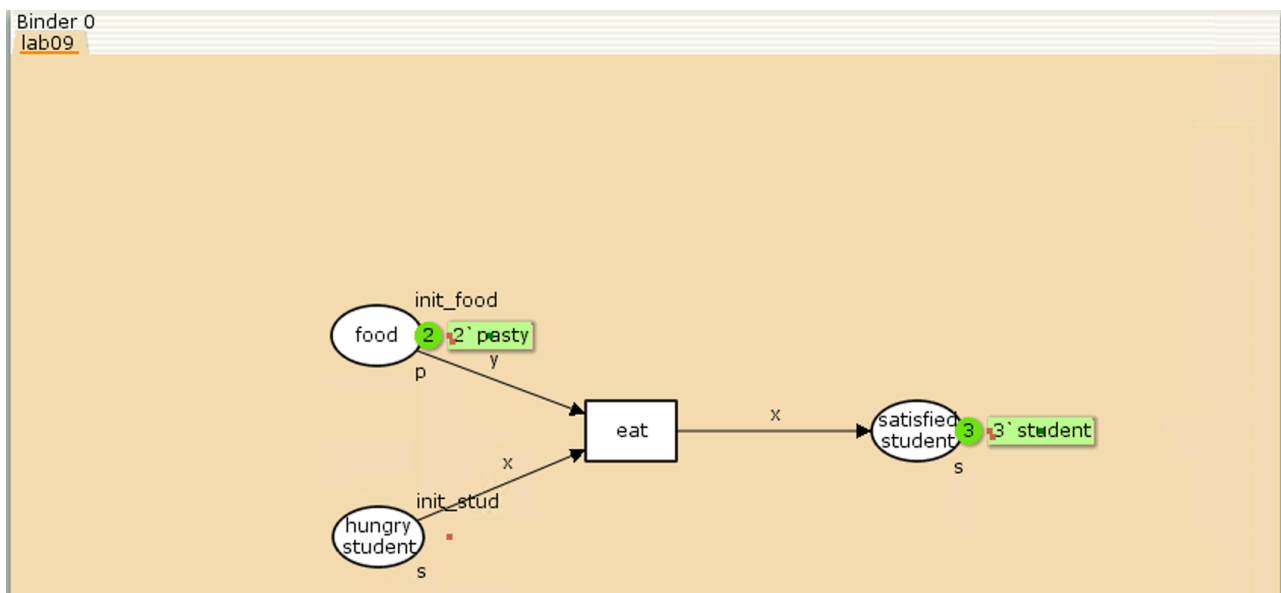 Binder 0
lab09
init_food
food
2
2`pasty
y
p
eat
x
satisfied
student
3
3`student
s
x
init_stud
hungry
student
s